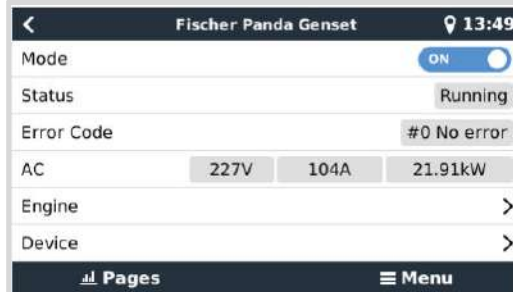 Fischer Panda Genset 13:49
Mode ON
Status Running
Error Code #0 No error
AC 227V 104A 21.91kW
Engine
Device
Pages Menu